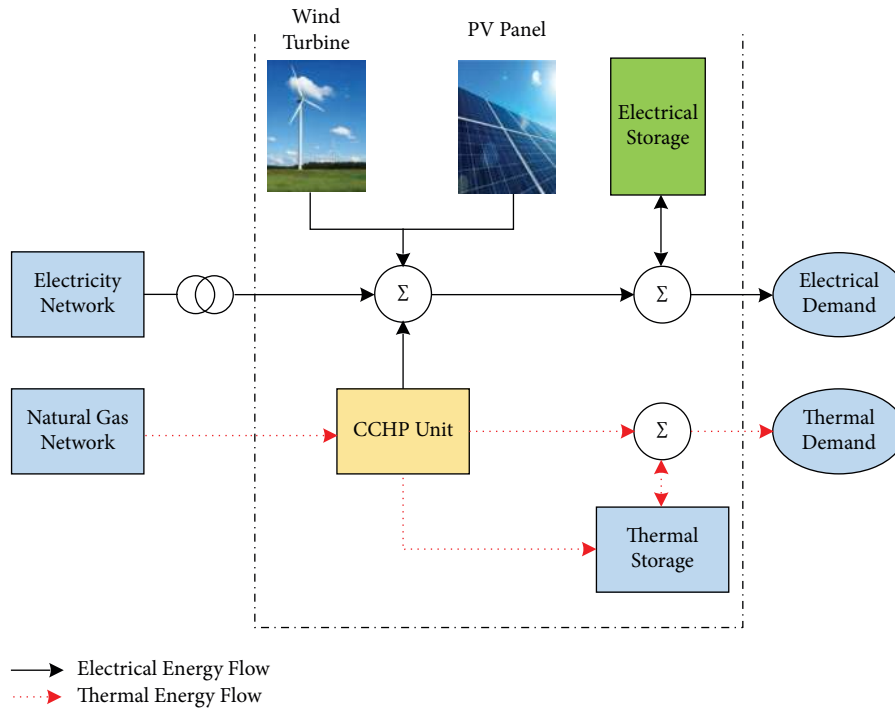 Wind
Turbine
PV Panel
Electrical
Storage
Electricity
Network
Σ
Σ
Electrical
Demand
Natural Gas
Network
CCHP Unit
Σ
Thermal
Demand
Thermal
Storage
Electrical Energy Flow
Thermal Energy Flow